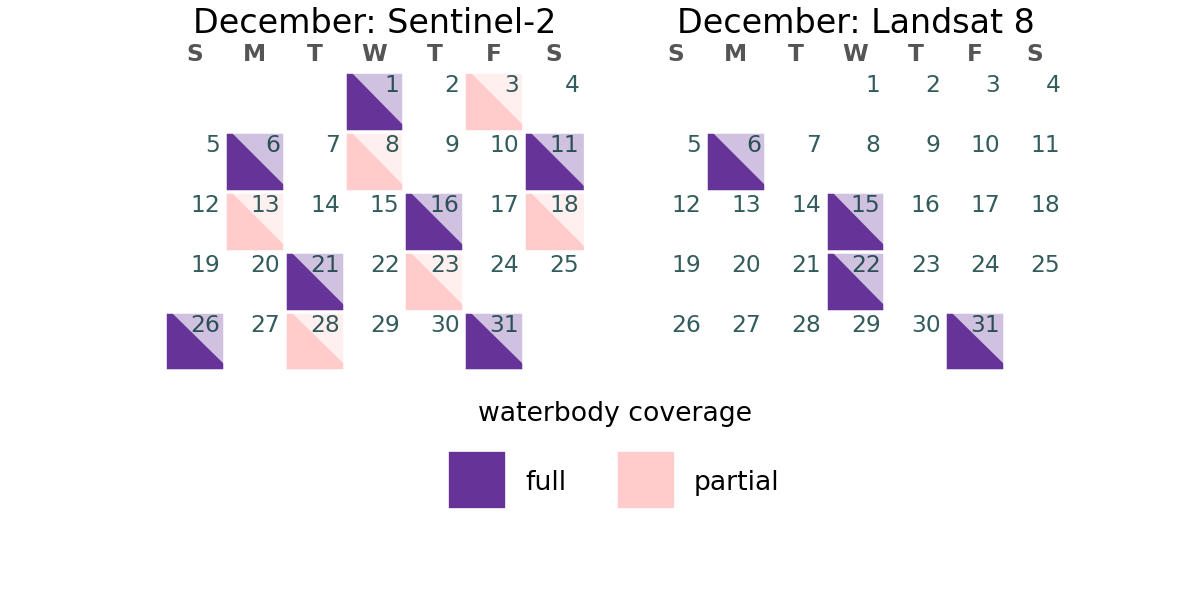 December: Sentinel-2
S M T W T F S
1 2 3 4
5 6 7 8 9 10 11
12 13 14 15 16 17 18
19 20 21 22 23 24 25
26 27 28 29 30 31
December: Landsat 8
S M T W T F S
1 2 3 4
5 6 7 8 9 10 11
12 13 14 15 16 17 18
19 20 21 22 23 24 25
26 27 28 29 30 31
waterbody coverage
full
partial